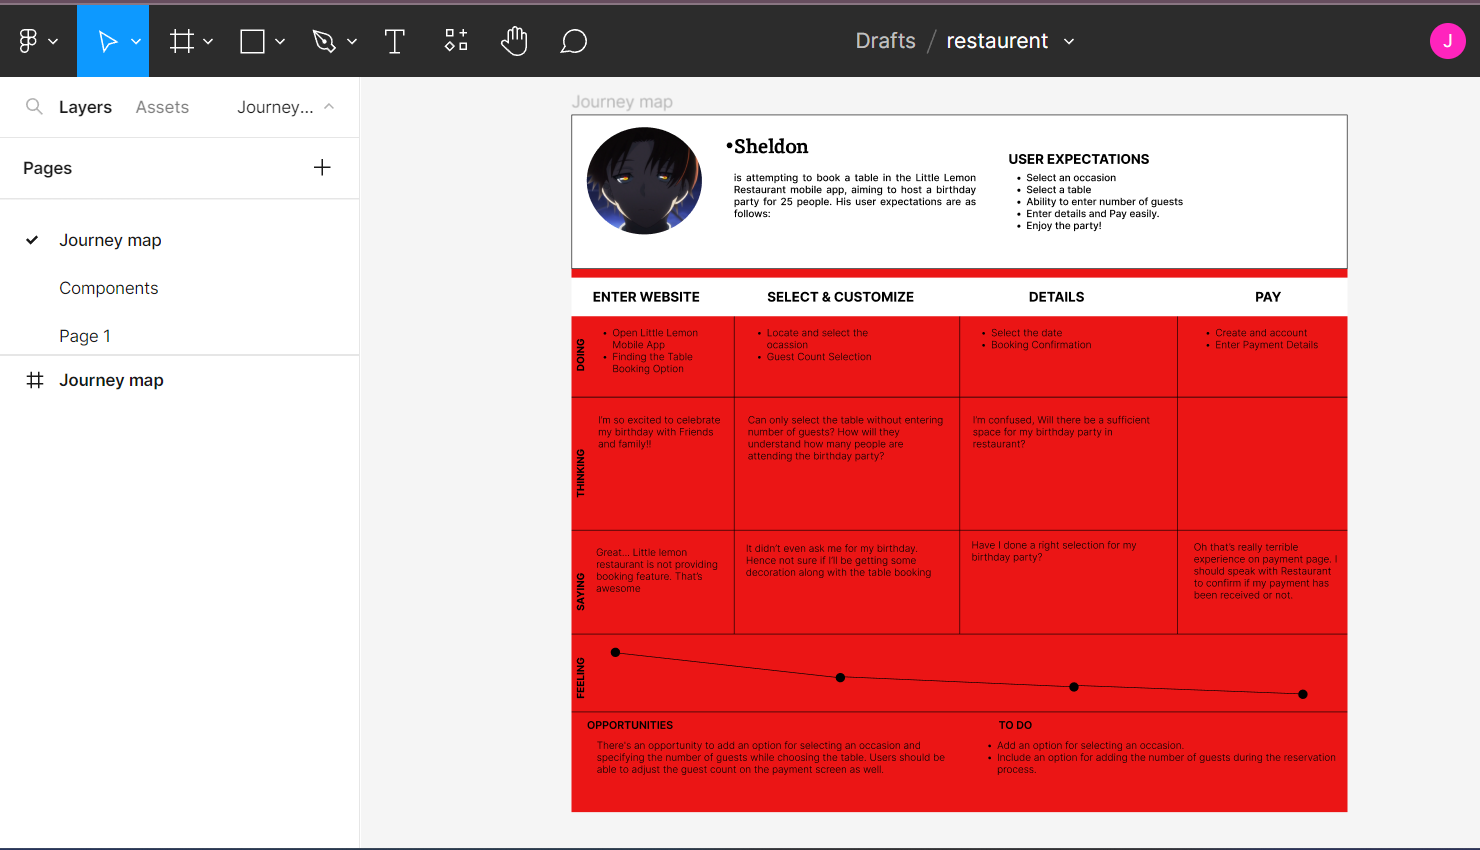 Drafts / restaurent
J
Layers Assets Journey...
Pages
Journey map
Components
Page 1
Journey map
Journey map
•Sheldon
is attempting to book a table in the Little Lemon
Restaurant mobile app, aiming to host a birthday
party for 25 people. His user expectations are as
follows:
USER EXPECTATIONS
• Select an occasion
• Select a table
• Ability to enter number of guests
• Enter details and Pay easily.
• Enjoy the party!
ENTER WEBSITE
SELECT & CUSTOMIZE
DETAILS
PAY
DOING
• Open Little Lemon
Mobile App
• Finding the Table
Booking Option
• Locate and select the
ocassion
• Guest Count Selection
• Select the date
• Booking Confirmation
• Create and account
• Enter Payment Details
THINKING
I'm so excited to celebrate
my birthday with Friends
and family!!
Can only select the table without entering
number of guests? How will they
understand how many people are
attending the birthday party?
I'm confused, Will there be a sufficient
space for my birthday party in
restaurant?
SAYING
Great... Little lemon
restaurant is not providing
booking feature. That's
awesome
It didn't even ask me for my birthday.
Hence not sure if I'll be getting some
decoration along with the table booking
Have I done a right selection for my
birthday party?
Oh that's really terrible
experience on payment page. I
should speak with Restaurant
to confirm if my payment has
been received or not.
FEELING
OPPORTUNITIES
There's an opportunity to add an option for selecting an occasion and
specifying the number of guests while choosing the table. Users should be
able to adjust the guest count on the payment screen as well.
TO DO
• Add an option for selecting an occasion.
• Include an option for adding the number of guests during the reservation
process.